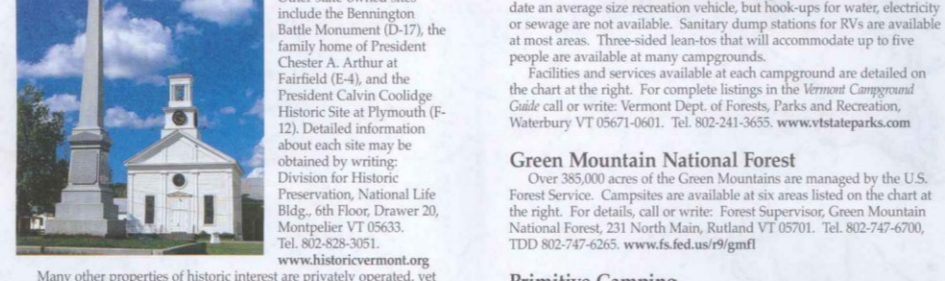 Other state-owned sites
include the Bennington
Battle Monument (D-17), the
family home of President
Chester A. Arthur at
Fairfield (E-4), and the
President Calvin Coolidge
Historic Site at Plymouth (F-
12). Detailed information
about each site may be
obtained by writing:
Division for Historic
Preservation, National Life
Bldg., 6th Floor, Drawer 20,
Montpelier VT 05633.
Tel. 802-828-3051.
www.historicvermont.org
Many other properties of historic interest are privately operated, yet
date an average size recreation vehicle, but hook-ups for water, electricity
or sewage are not available. Sanitary dump stations for RVs are available
at most areas. Three-sided lean-tos that will accommodate up to five
people are available at many campgrounds.
Facilities and services available at each campground are detailed on
the chart at the right. For complete listings in the Vermont Campground
Guide call or write: Vermont Dept. of Forests, Parks and Recreation,
Waterbury VT 05671-0601. Tel. 802-241-3655. www.vtstateparks.com
Green Mountain National Forest
Over 385,000 acres of the Green Mountains are managed by the U.S.
Forest Service. Campsites are available at six areas listed on the chart at
the right. For details, call or write: Forest Supervisor, Green Mountain
National Forest, 231 North Main, Rutland VT 05701. Tel. 802-747-6700,
TDD 802-747-6265. www.fs.fed.us/r9/gmfl
Primitive Camping